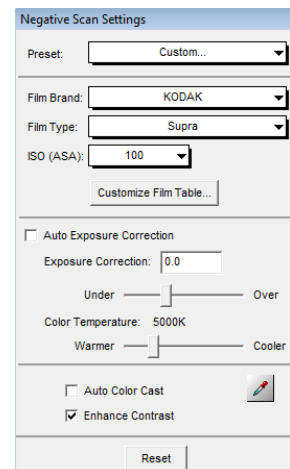 Negative Scan Settings
Preset: Custom...
Film Brand: KODAK
Film Type: Supra
ISO (ASA): 100
Customize Film Table...
Auto Exposure Correction
Exposure Correction: 0.0
Under Over
Color Temperature: 5000K
Warmer Cooler
Auto Color Cast
Enhance Contrast
Reset